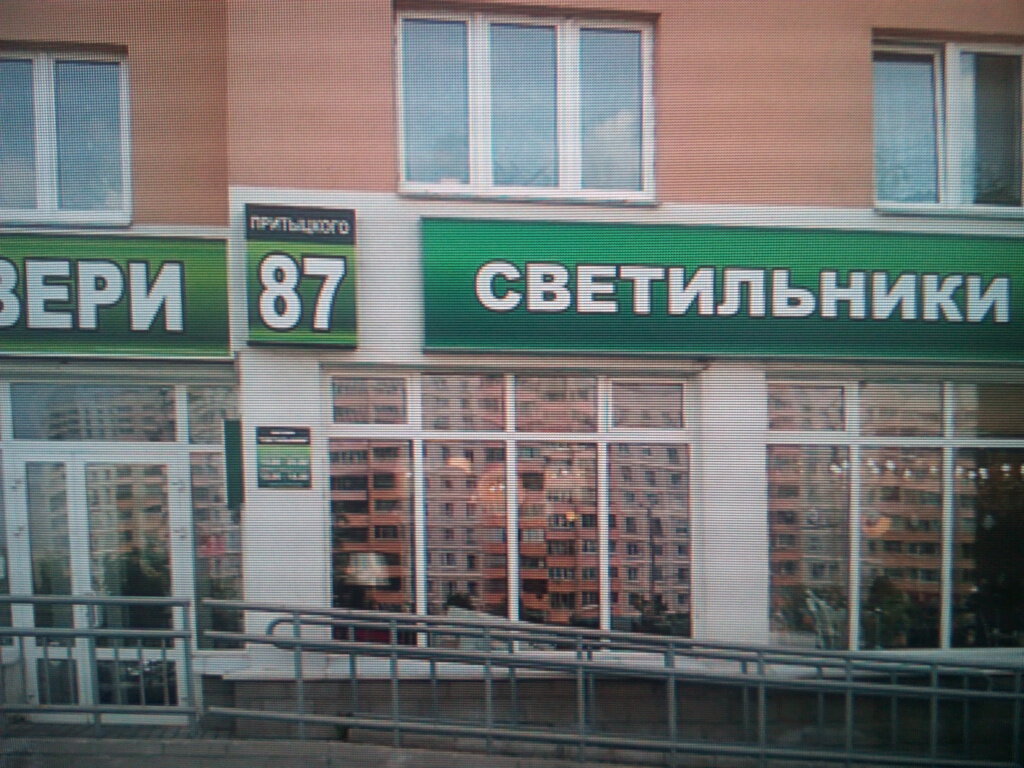 ВЕРИ
ПРИТЫЦКОГО
87
СВЕТИЛЬНИКИ